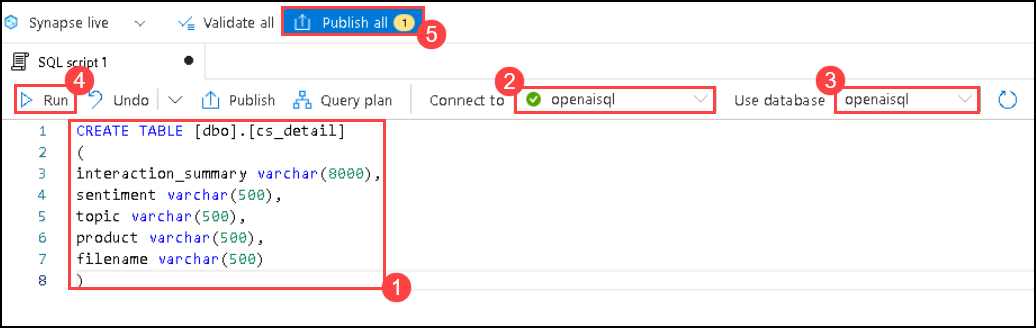 Synapse live Validate all Publish all 1
5
SQL script 1
4 2 3
Run Undo Publish Query plan Connect to openaisql Use database openaisql
1 CREATE TABLE [dbo].[cs_detail]
2 (
3 interaction_summary varchar(8000),
4 sentiment varchar(500),
5 topic varchar(500),
6 product varchar(500),
7 filename varchar(500)
8 )
1